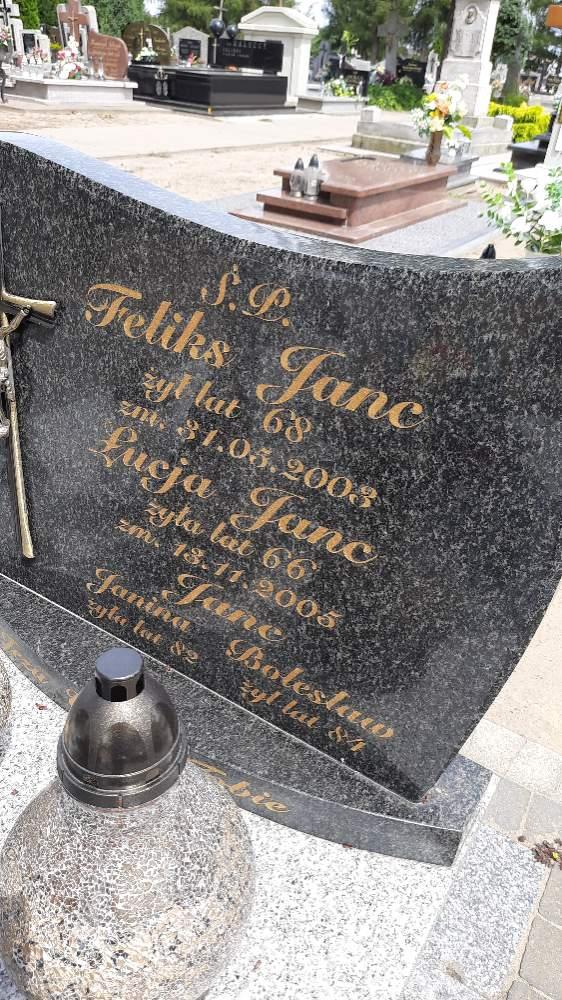 Ś.P.
Feliks Janc
żył lat 68
zm. 31.05.2003
Łucja Janc
żyła lat 66
zm. 13.11.2005
Janc
Janina Bolesław
żyła lat 82 żył lat 84